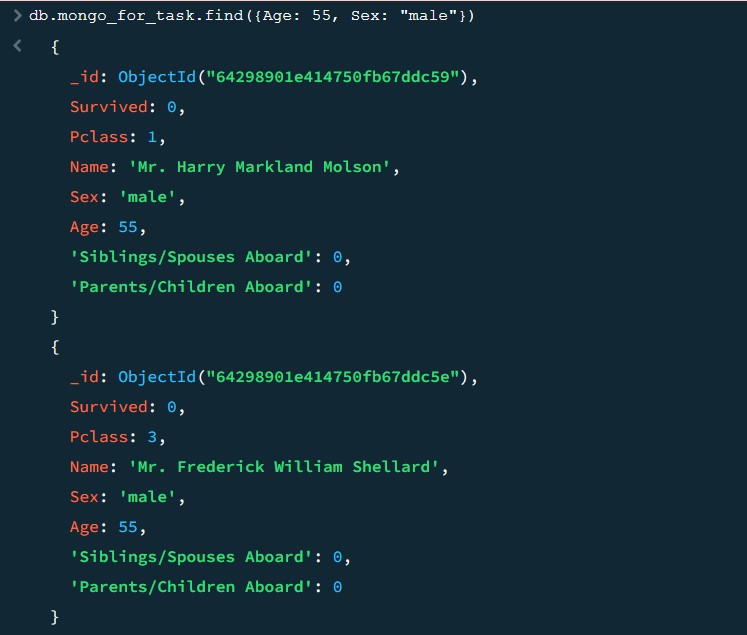 > db.mongo_for_task.find({Age: 55, Sex: "male"})
< {
_id: ObjectId("64298901e414750fb67ddc59"),
Survived: 0,
Pclass: 1,
Name: 'Mr. Harry Markland Molson',
Sex: 'male',
Age: 55,
'Siblings/Spouses Aboard': 0,
'Parents/Children Aboard': 0
}
{
_id: ObjectId("64298901e414750fb67ddc5e"),
Survived: 0,
Pclass: 3,
Name: 'Mr. Frederick William Shellard',
Sex: 'male',
Age: 55,
'Siblings/Spouses Aboard': 0,
'Parents/Children Aboard': 0
}